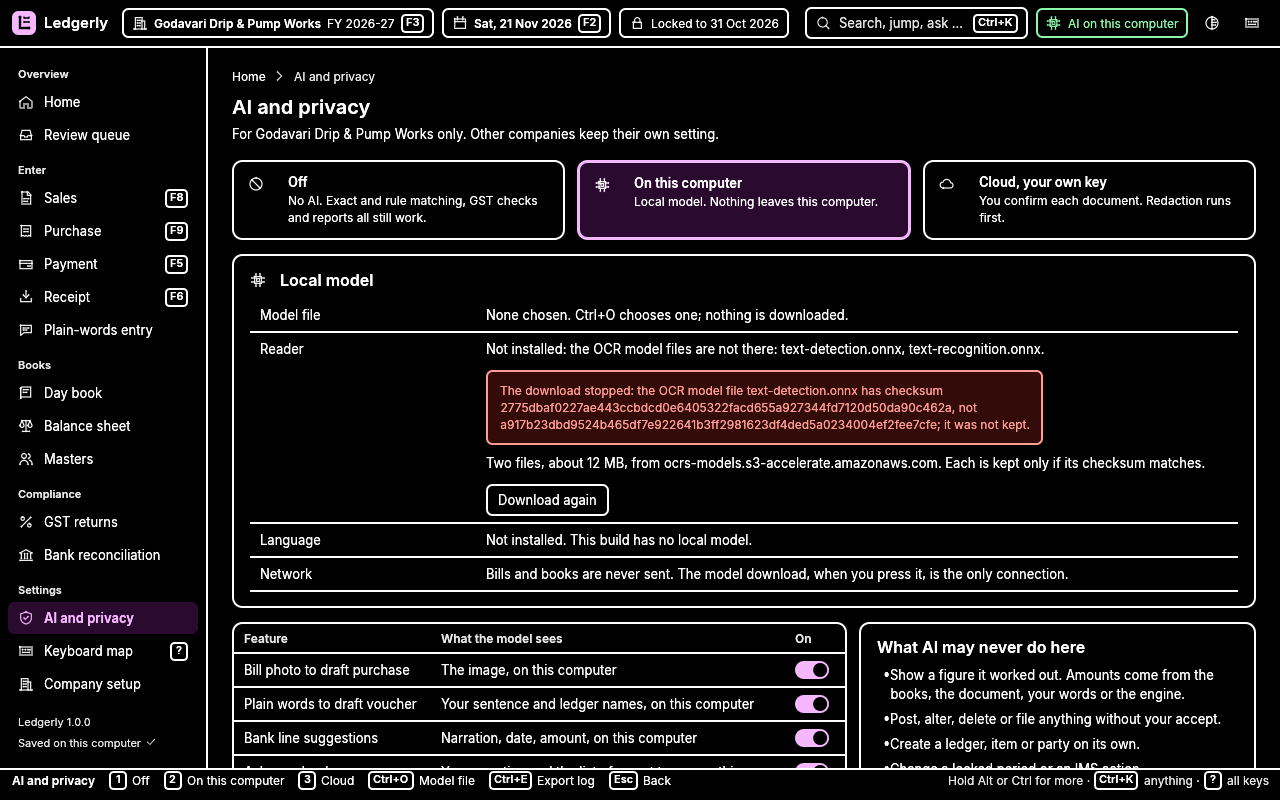 Ledgerly
Godavari Drip & Pump Works FY 2026-27 F3
Sat, 21 Nov 2026 F2
Locked to 31 Oct 2026
Search, jump, ask ... Ctrl+K
AI on this computer
Overview
Home
Review queue
Enter
Sales F8
Purchase F9
Payment F5
Receipt F6
Plain-words entry
Books
Day book
Balance sheet
Masters
Compliance
GST returns
Bank reconciliation
Settings
AI and privacy
Keyboard map ?
Company setup
Ledgerly 1.0.0
Saved on this computer
Home > AI and privacy
AI and privacy
For Godavari Drip & Pump Works only. Other companies keep their own setting.
Off
No AI. Exact and rule matching, GST checks
and reports all still work.
On this computer
Local model. Nothing leaves this computer.
Cloud, your own key
You confirm each document. Redaction runs
first.
Local model
Model file None chosen. Ctrl+O chooses one; nothing is downloaded.
Reader Not installed: the OCR model files are not there: text-detection.onnx, text-recognition.onnx.
The download stopped: the OCR model file text-detection.onnx has checksum
2775dbaf0227ae443ccbdcd0e6405322facd655a927344fd7120d50da90c462a, not
a917b23dbd9524b465df7e922641b3ff2981623df4ded5a0234004ef2fee7cfe; it was not kept.
Two files, about 12 MB, from ocrs-models.s3-accelerate.amazonaws.com. Each is kept only if its checksum matches.
Download again
Language Not installed. This build has no local model.
Network Bills and books are never sent. The model download, when you press it, is the only connection.
Feature What the model sees On
Bill photo to draft purchase The image, on this computer
Plain words to draft voucher Your sentence and ledger names, on this computer
Bank line suggestions Narration, date, amount, on this computer
What AI may never do here
•Show a figure it worked out. Amounts come from the
books, the document, your words or the engine.
•Post, alter, delete or file anything without your accept.
•Create a ledger, item or party on its own.
AI and privacy 1 Off 2 On this computer 3 Cloud Ctrl+O Model file Ctrl+E Export log Esc Back
Hold Alt or Ctrl for more · Ctrl+K anything · ? all keys